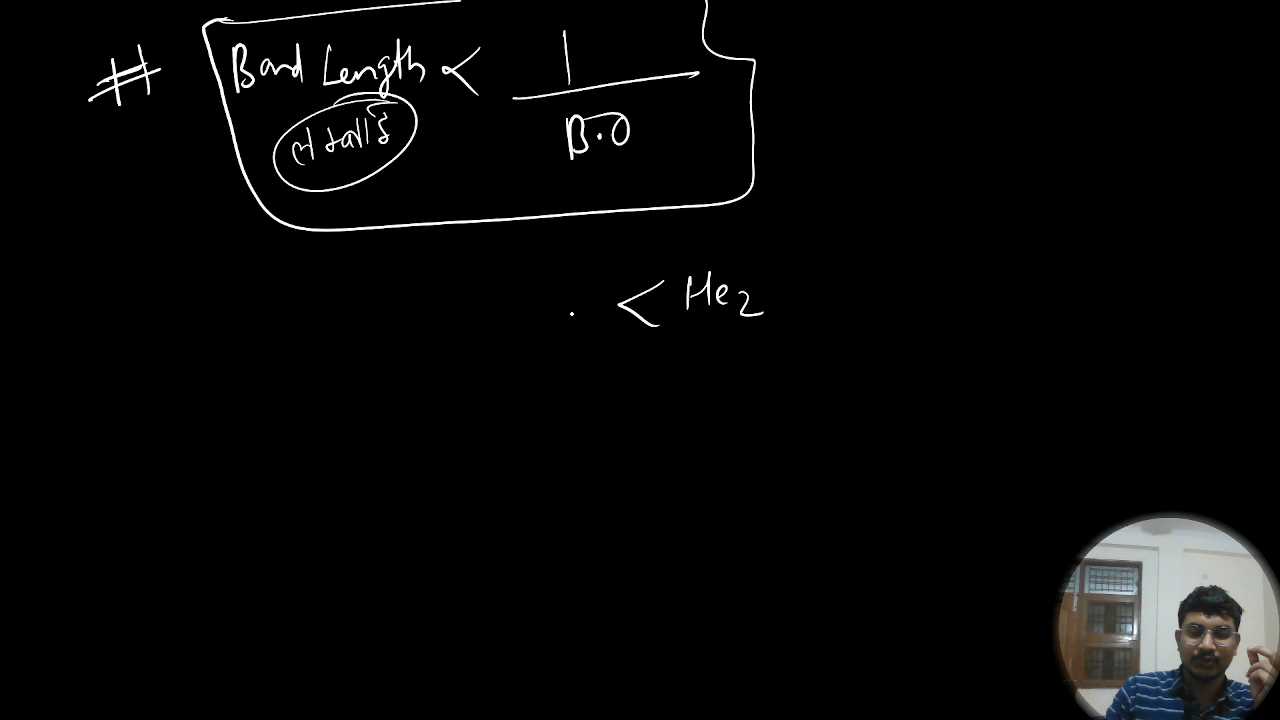 # Bond Length ∝ 1 / B.O
. < He2